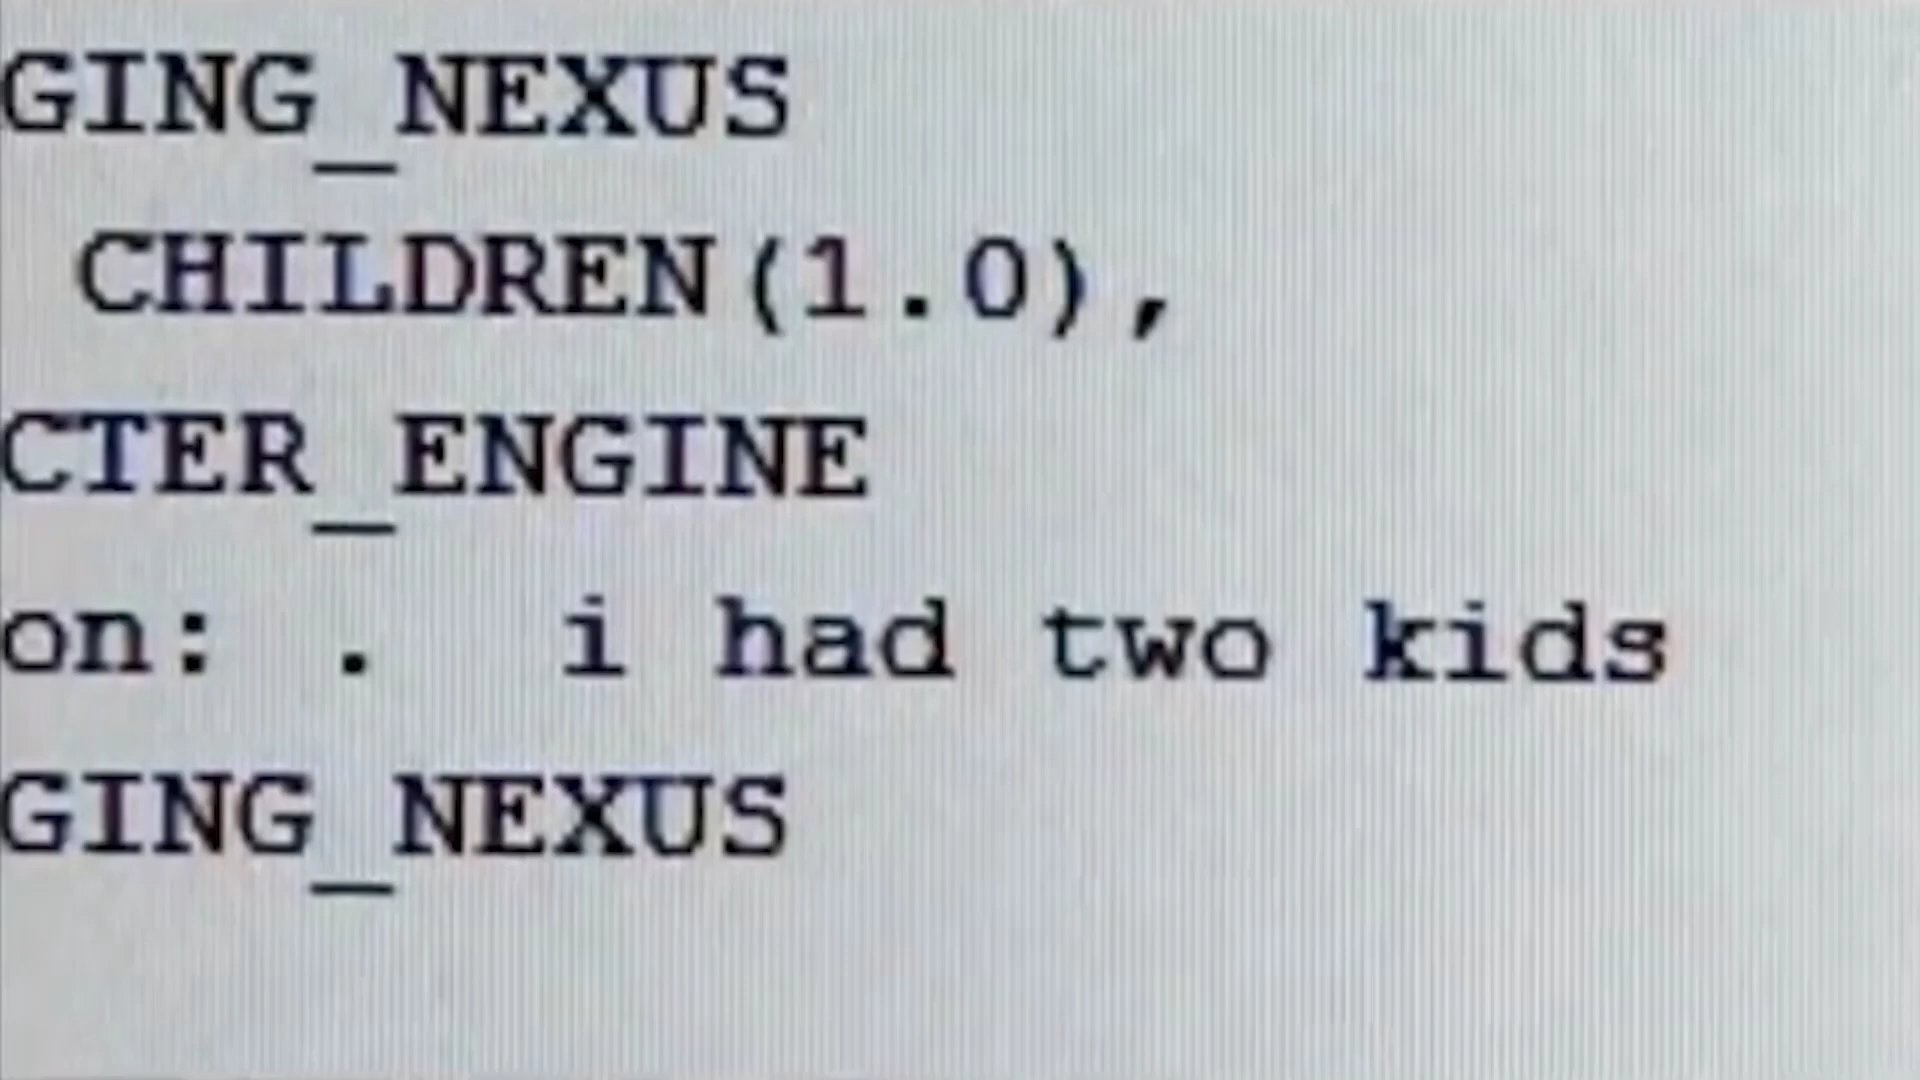 GING_NEXUS
CHILDREN(1.0),
CTER_ENGINE
on: .  i had two kids
GING_NEXUS